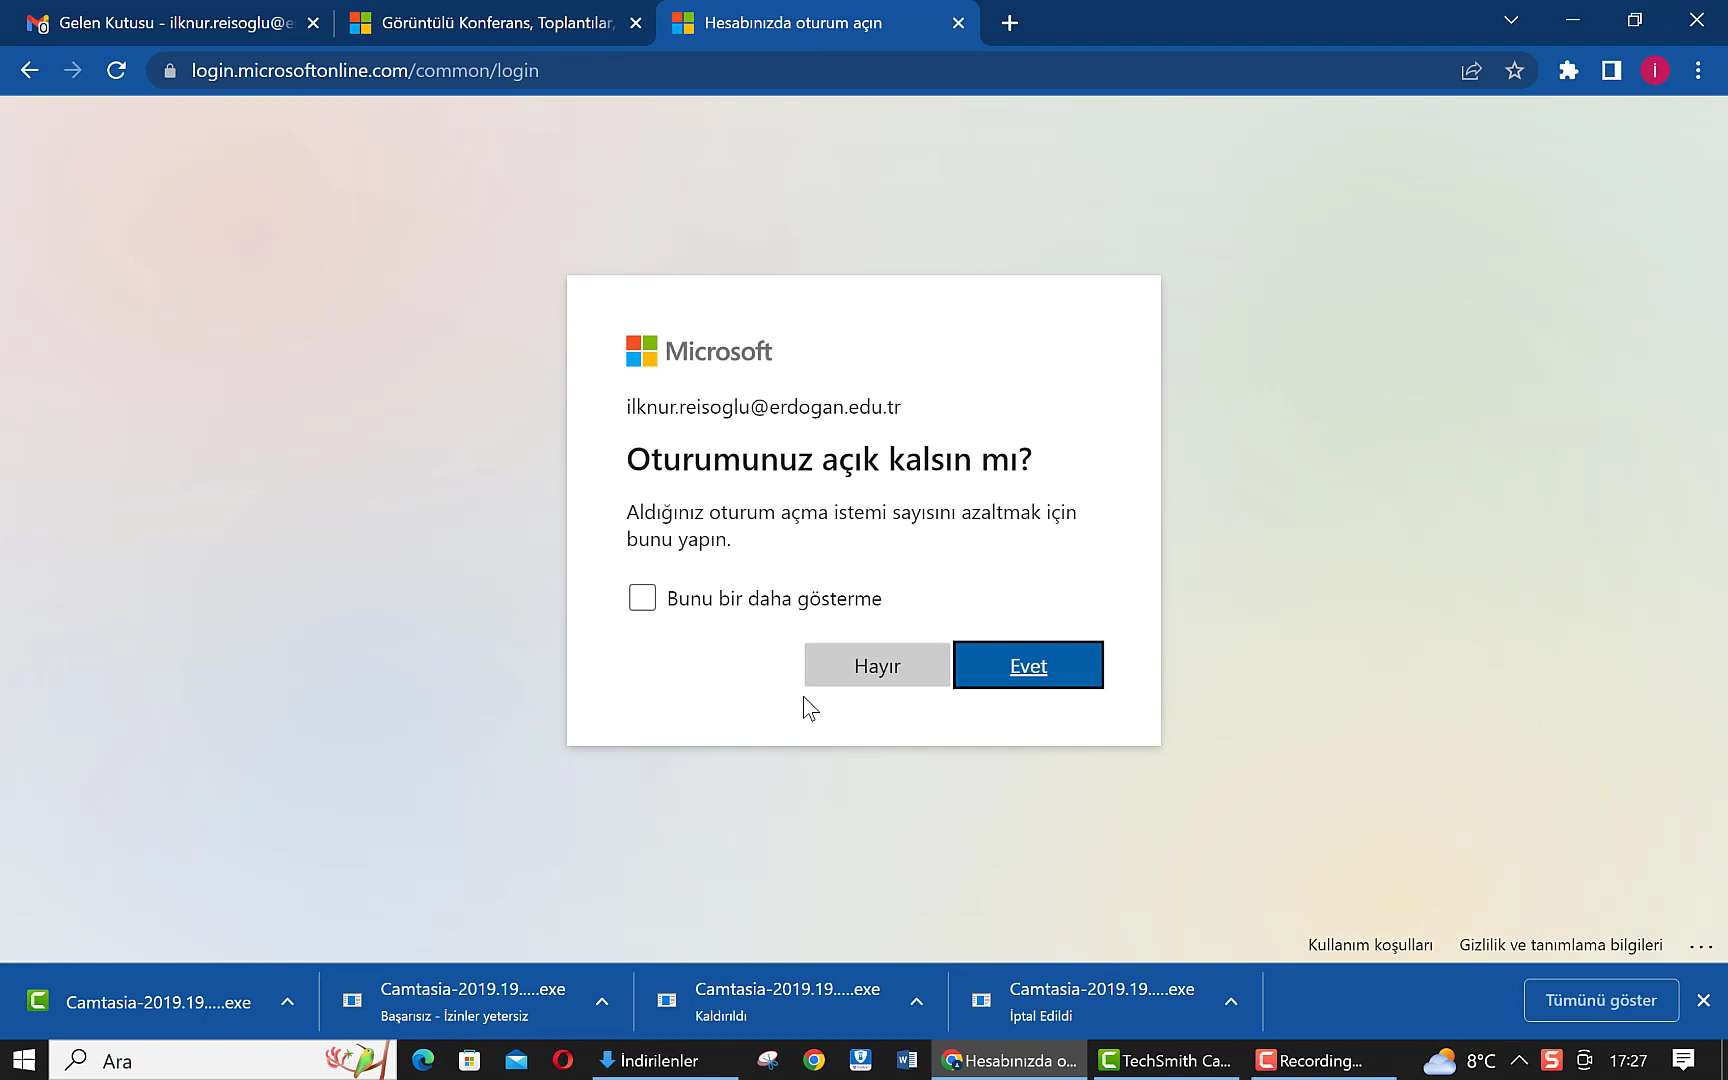 Gelen Kutusu - ilknur.reisoglu@e
Görüntülü Konferans, Toplantılar,
Hesabınızda oturum açın
login.microsoftonline.com/common/login
i
Microsoft
ilknur.reisoglu@erdogan.edu.tr
Oturumunuz açık kalsın mı?
Aldığınız oturum açma istemi sayısını azaltmak için
bunu yapın.
Bunu bir daha gösterme
Hayır
Evet
Kullanım koşulları
Gizlilik ve tanımlama bilgileri
...
Camtasia-2019.19.....exe
Camtasia-2019.19.....exe
Başarısız - İzinler yetersiz
Camtasia-2019.19.....exe
Kaldırıldı
Camtasia-2019.19.....exe
İptal Edildi
Tümünü göster
Ara
İndirilenler
Hesabınızda o...
TechSmith Ca...
Recording...
8°C
17:27